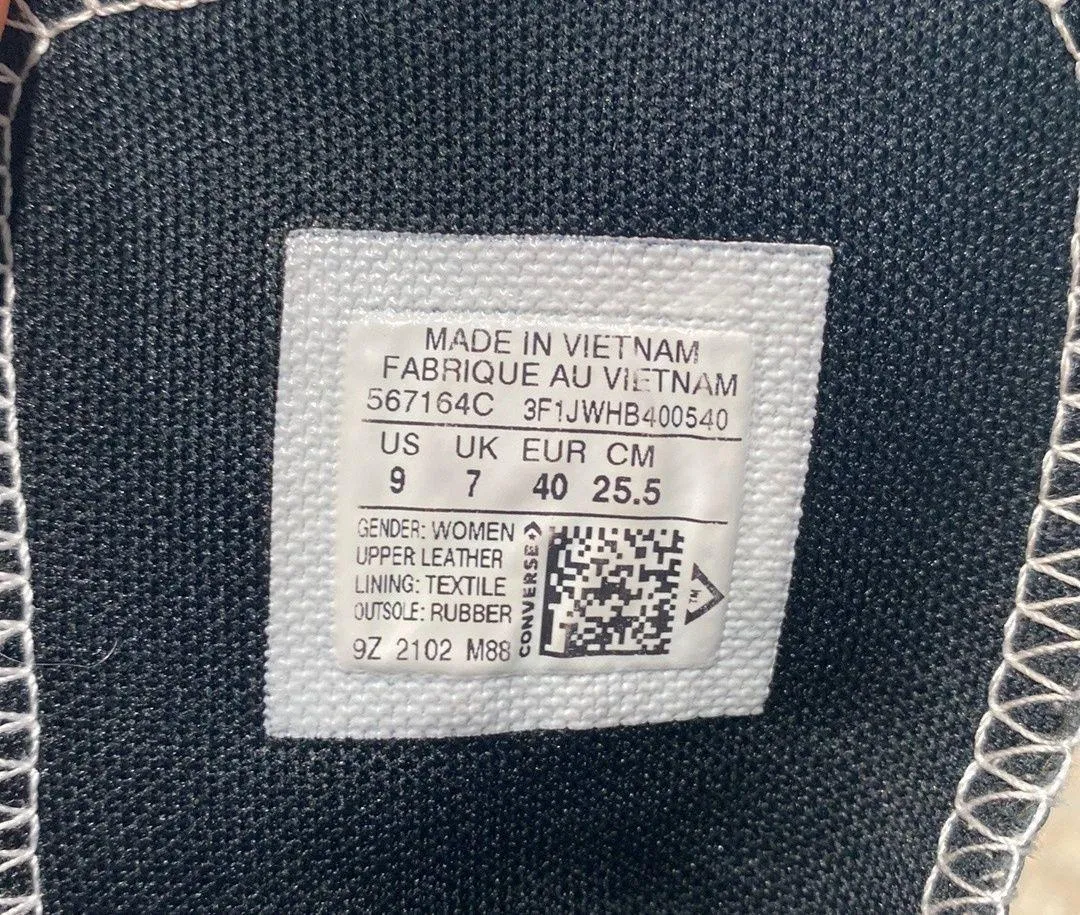 MADE IN VIETNAM
FABRIQUE AU VIETNAM
567164C 3F1JWHB400540
US UK EUR CM
9 7 40 25.5
GENDER: WOMEN
UPPER LEATHER
LINING: TEXTILE
OUTSOLE: RUBBER
9Z 2102 M88
CONVERSE
TM